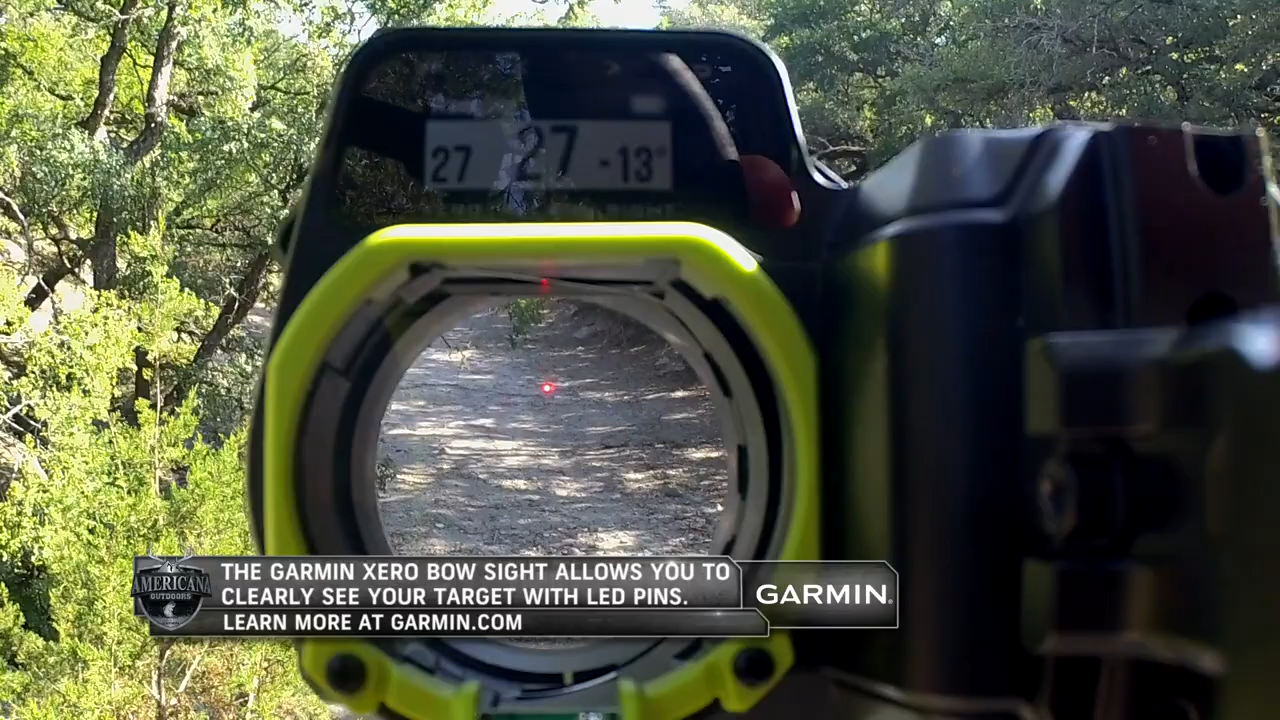 27 27 -13°
THE GARMIN XERO BOW SIGHT ALLOWS YOU TO
CLEARLY SEE YOUR TARGET WITH LED PINS.
LEARN MORE AT GARMIN.COM
AMERICANA
OUTDOORS
GARMIN.